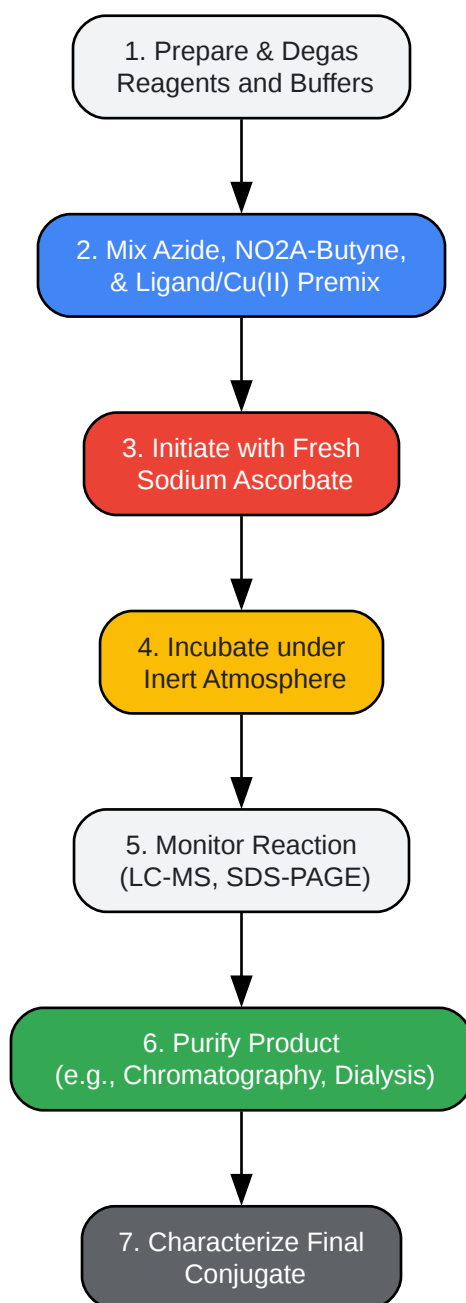 1. Prepare & Degas
Reagents and Buffers
2. Mix Azide, NO2A-Butyne,
& Ligand/Cu(II) Premix
3. Initiate with Fresh
Sodium Ascorbate
4. Incubate under
Inert Atmosphere
5. Monitor Reaction
(LC-MS, SDS-PAGE)
6. Purify Product
(e.g., Chromatography, Dialysis)
7. Characterize Final
Conjugate